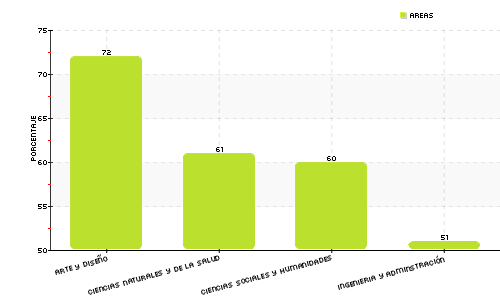 AREAS
PORCENTAJE
75
70
65
60
55
50
72
61
60
51
ARTE Y DISEÑO
CIENCIAS NATURALES Y DE LA SALUD
CIENCIAS SOCIALES Y HUMANIDADES
INGENIERIA Y ADMINSTRACIÓN